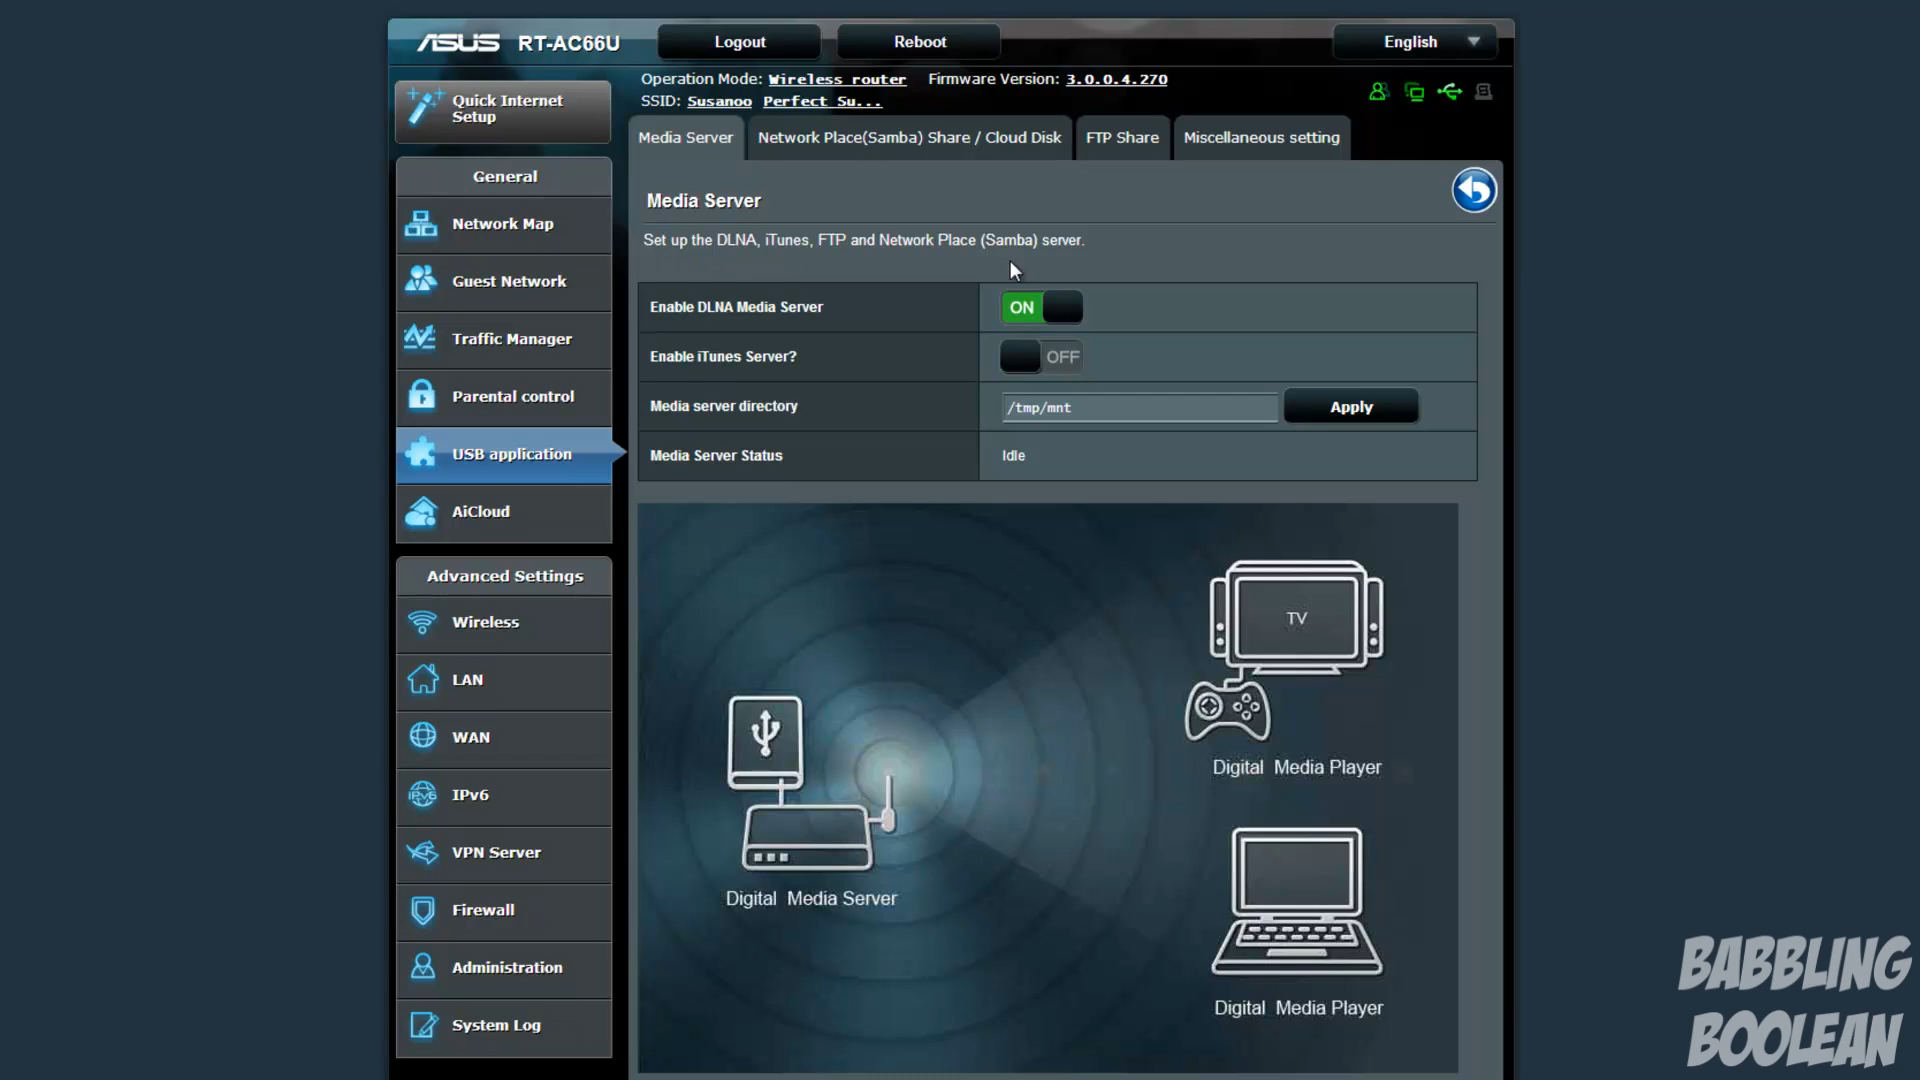 ASUS RT-AC66U Logout Reboot English
Operation Mode: Wireless router Firmware Version: 3.0.0.4.270
SSID: Susanoo Perfect Su...
Quick Internet
Setup
General
Network Map
Guest Network
Traffic Manager
Parental control
USB application
AiCloud
Advanced Settings
Wireless
LAN
WAN
IPv6
IPv6
VPN Server
Firewall
Administration
System Log
Media Server Network Place(Samba) Share / Cloud Disk FTP Share Miscellaneous setting
Media Server
Set up the DLNA, iTunes, FTP and Network Place (Samba) server.
Enable DLNA Media Server ON
Enable iTunes Server? OFF
Media server directory /tmp/mnt Apply
Media Server Status Idle
TV
Digital Media Player
Digital Media Server
Digital Media Player
BABBLING
BOOLEAN